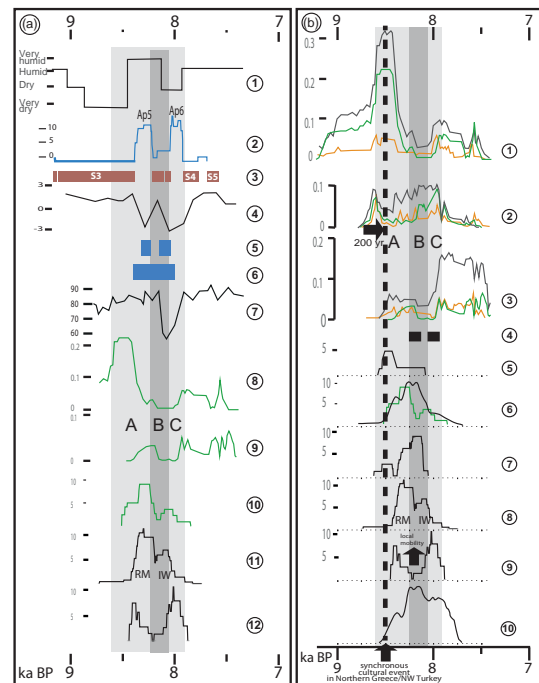 (a)
9
8
7
Very humid
Humid
Dry
Very dry
1
Ap5
Ap6
10
5
0
2
S3
S4
S5
3
3
0
-3
4
5
6
90
80
70
60
7
0.2
0.1
0
8
A
B
C
0.1
0
9
10
5
10
10
5
RM
IW
11
10
5
12
ka BP
9
8
7
(b)
9
8
7
0.3
0.2
0.1
0
1
0.1
0
2
200 yr
A
B
C
0.2
0.1
0
3
4
5
5
10
5
6
10
5
7
10
5
RM
IW
8
local
mobility
10
5
9
10
ka BP
9
8
7
synchronous
cultural event
in Northern Greece/NW Turkey